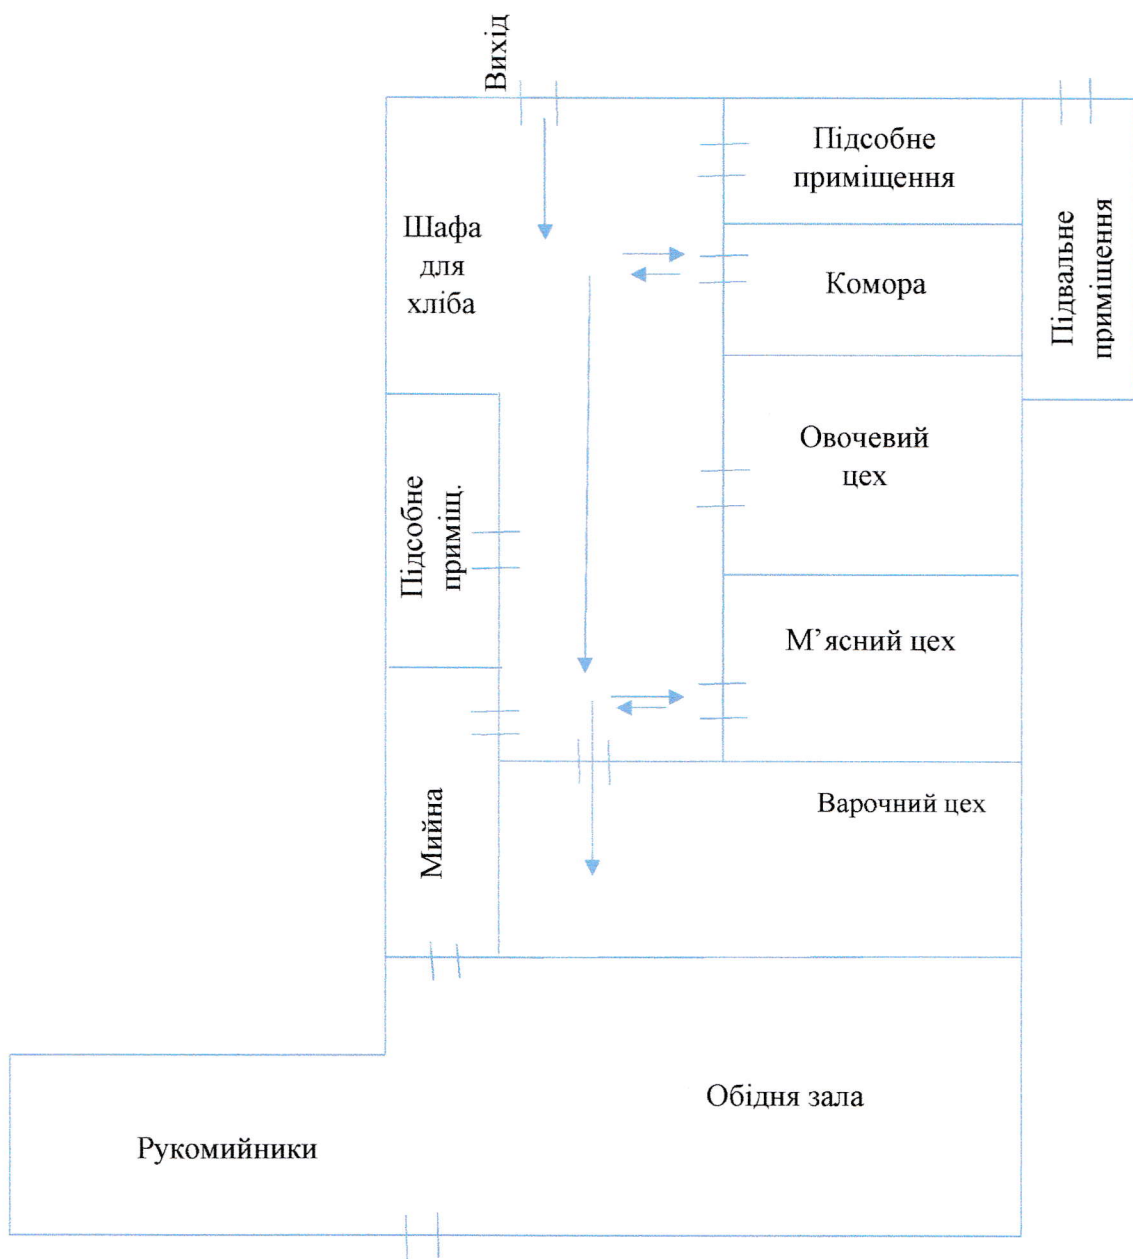 Вихід
Підсобне
приміщення
Підвальне
приміщення
Шафа
для
хліба
Комора
Овочевий
цех
Підсобне
приміщ.
М’ясний цех
Мийна
Варочний цех
Обідня зала
Рукомийники